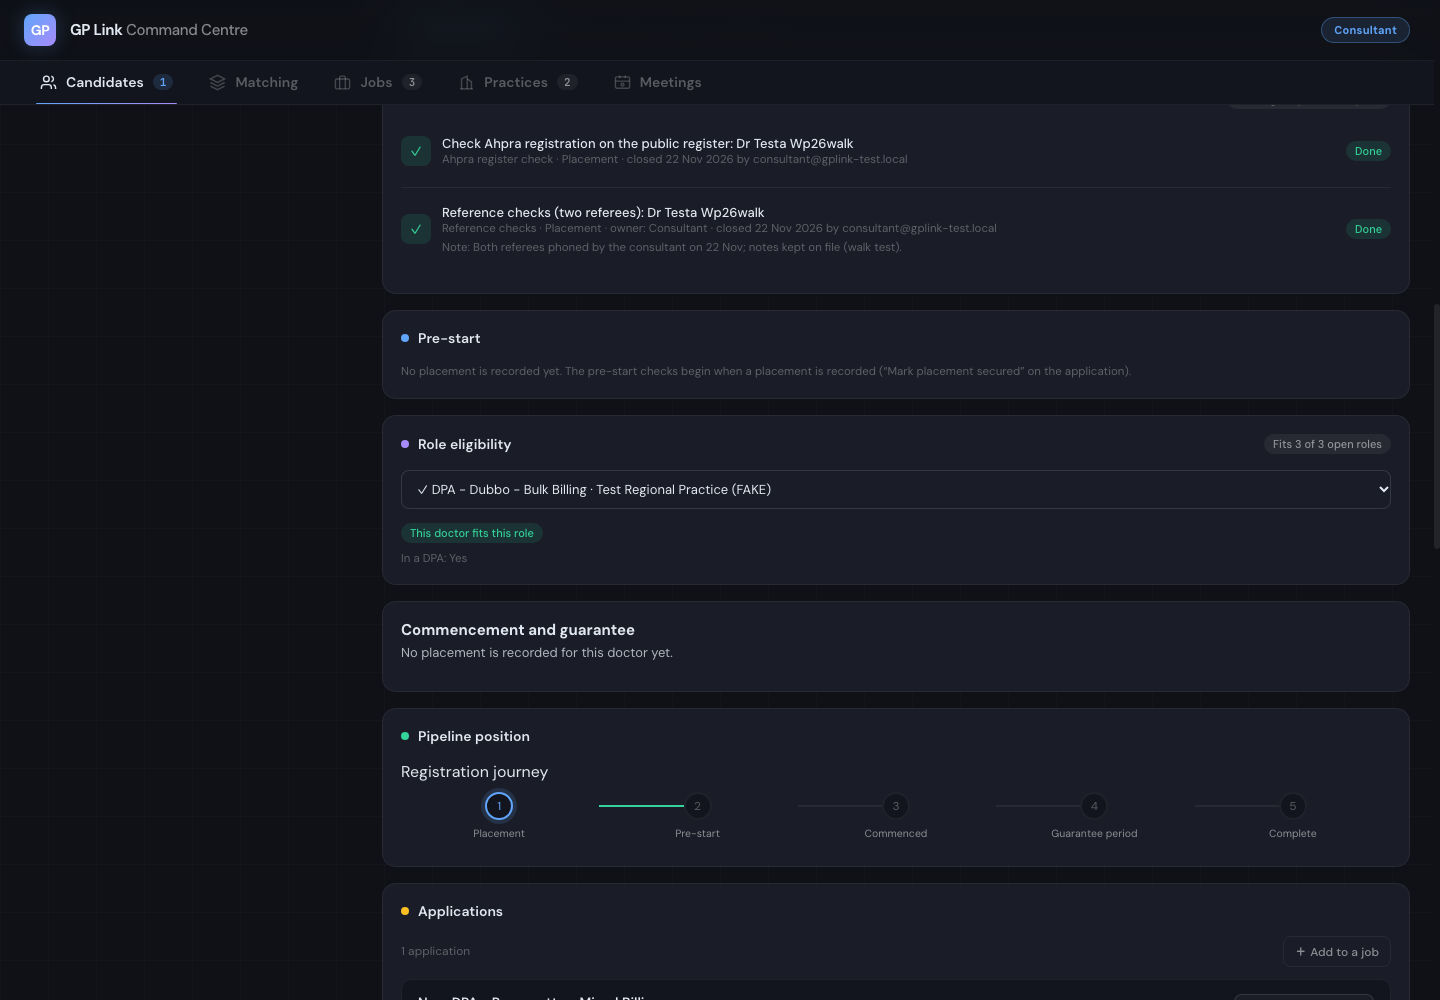 GP
GP Link Command Centre
Consultant
Candidates 1
Matching
Jobs 3
Practices 2
Meetings
Check Ahpra registration on the public register: Dr Testa Wp26walk
Ahpra register check · Placement · closed 22 Nov 2026 by consultant@gplink-test.local
Done
Reference checks (two referees): Dr Testa Wp26walk
Reference checks · Placement · owner: Consultant · closed 22 Nov 2026 by consultant@gplink-test.local
Note: Both referees phoned by the consultant on 22 Nov; notes kept on file (walk test).
Done
Pre-start
No placement is recorded yet. The pre-start checks begin when a placement is recorded (“Mark placement secured” on the application).
Role eligibility
Fits 3 of 3 open roles
✓ DPA - Dubbo - Bulk Billing · Test Regional Practice (FAKE)
This doctor fits this role
In a DPA: Yes
Commencement and guarantee
No placement is recorded for this doctor yet.
Pipeline position
Registration journey
1 2 3 4 5
Placement Pre-start Commenced Guarantee period Complete
Applications
1 application
+ Add to a job